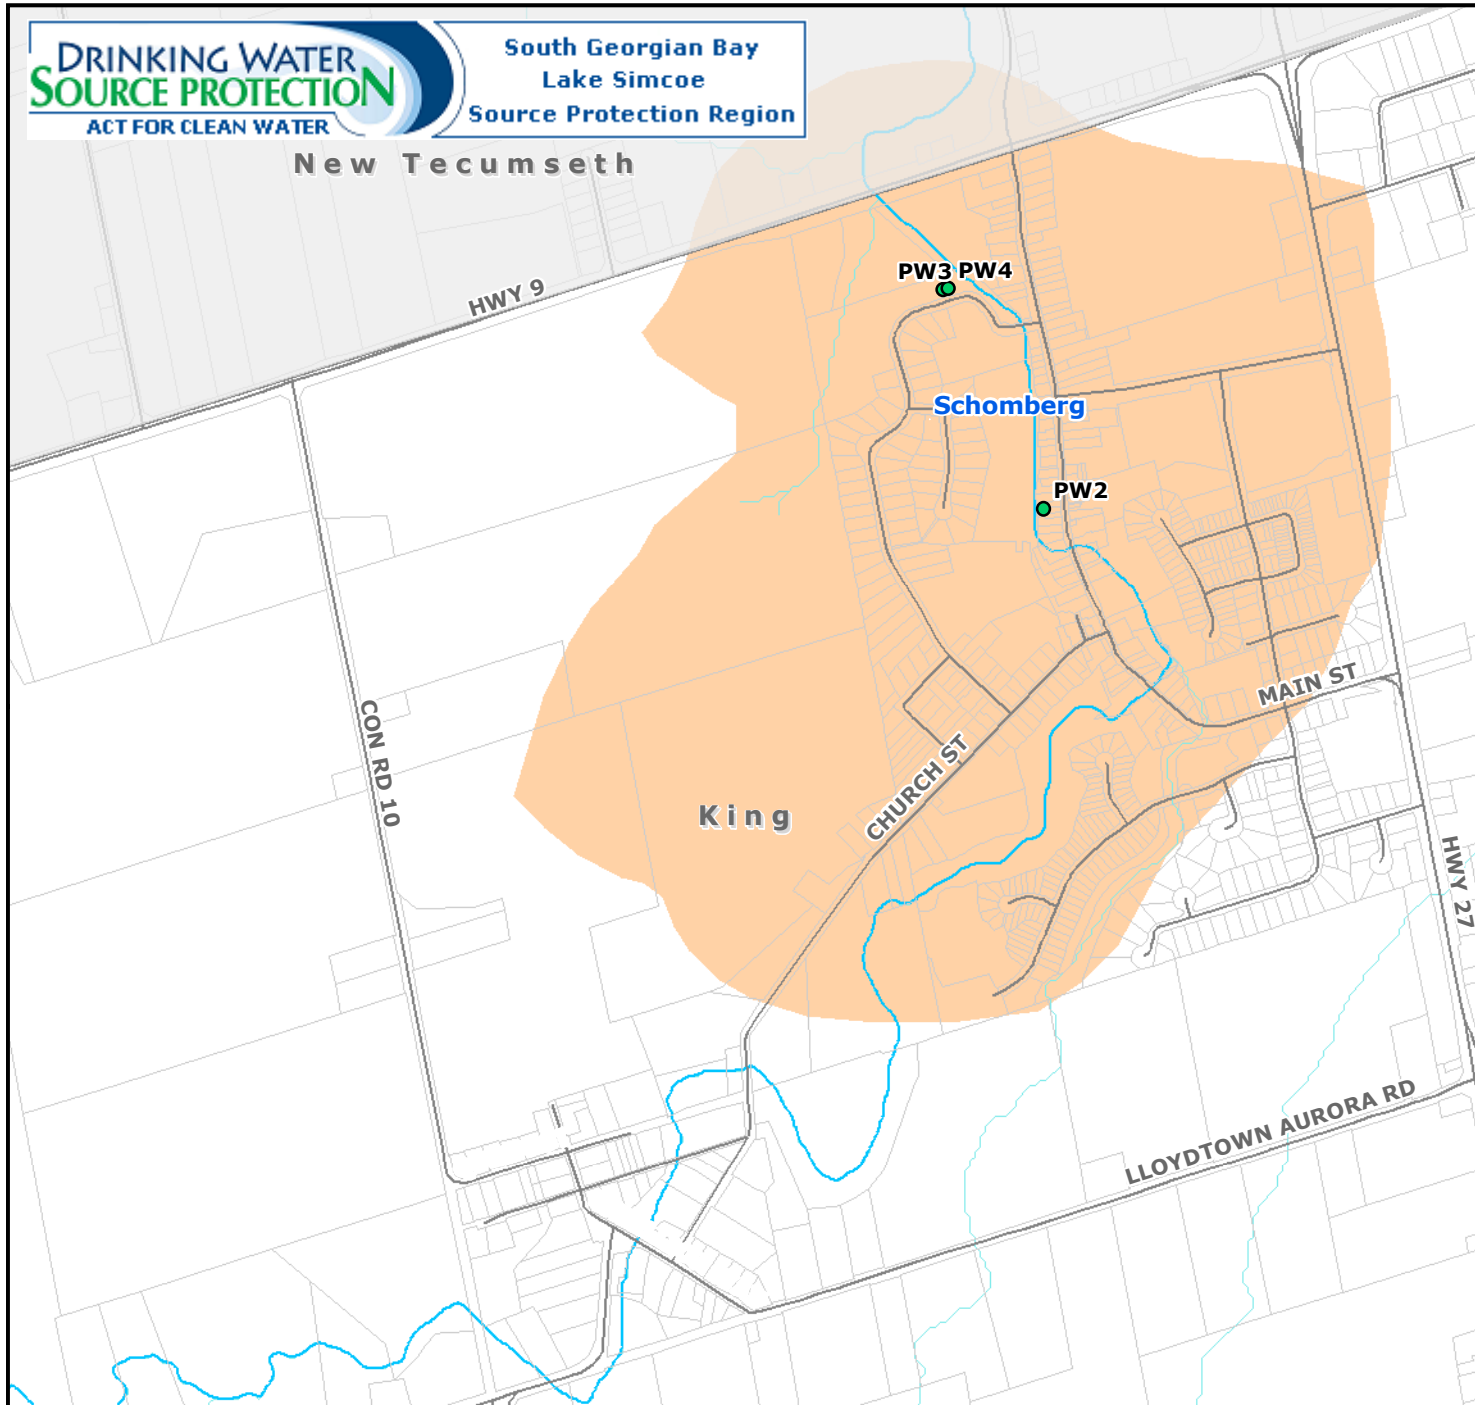 DRINKING WATER
SOURCE PROTECTION
ACT FOR CLEAN WATER
South Georgian Bay
Lake Simcoe
Source Protection Region
New Tecumseth
HWY 9
PW3 PW4
Schomberg
PW2
MAIN ST
CON RD 10
CHURCH ST
King
HWY 27
LLOYDTOWN AURORA RD